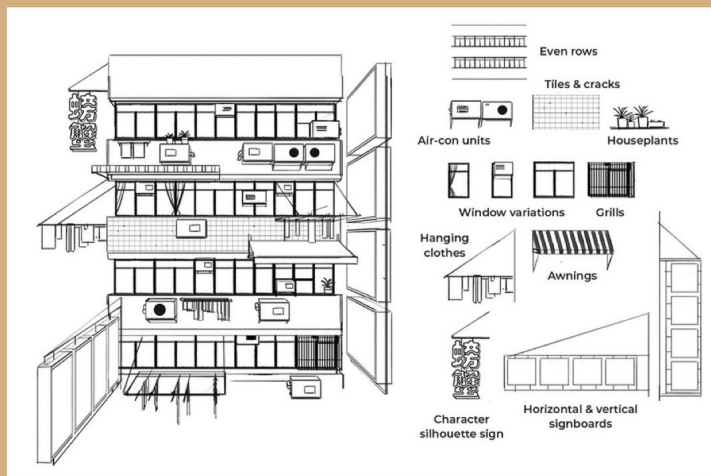 Even rows
Tiles & cracks
Air-con units
Houseplants
Window variations
Grills
Hanging
clothes
Awnings
Character
silhouette sign
Horizontal & vertical
signboards